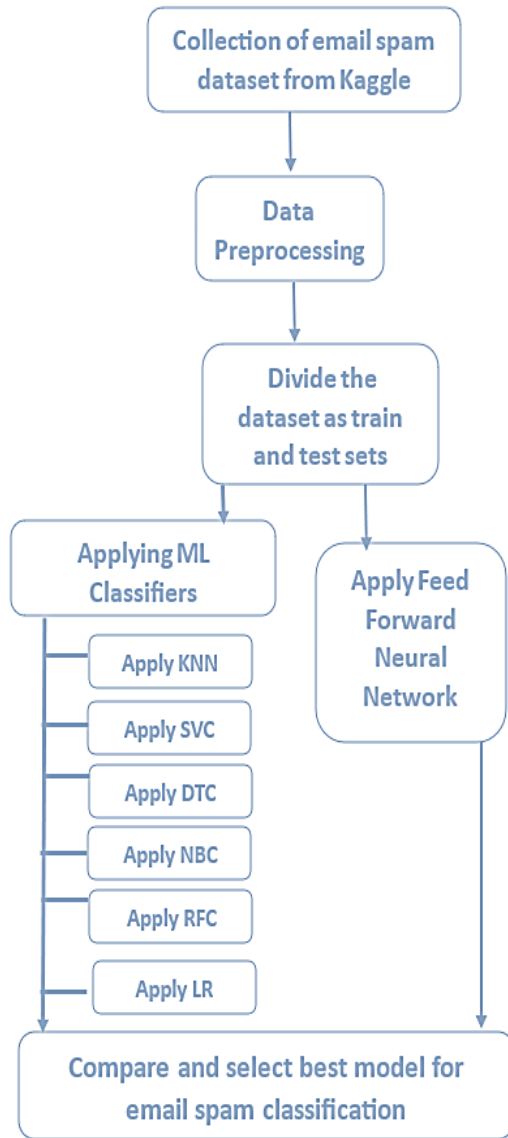 Collection of email spam
dataset from Kaggle
Data
Preprocessing
Divide the
dataset as train
and test sets
Applying ML
Classifiers
Apply KNN
Apply SVC
Apply DTC
Apply NBC
Apply RFC
Apply LR
Apply Feed
Forward
Neural
Network
Compare and select best model for
email spam classification